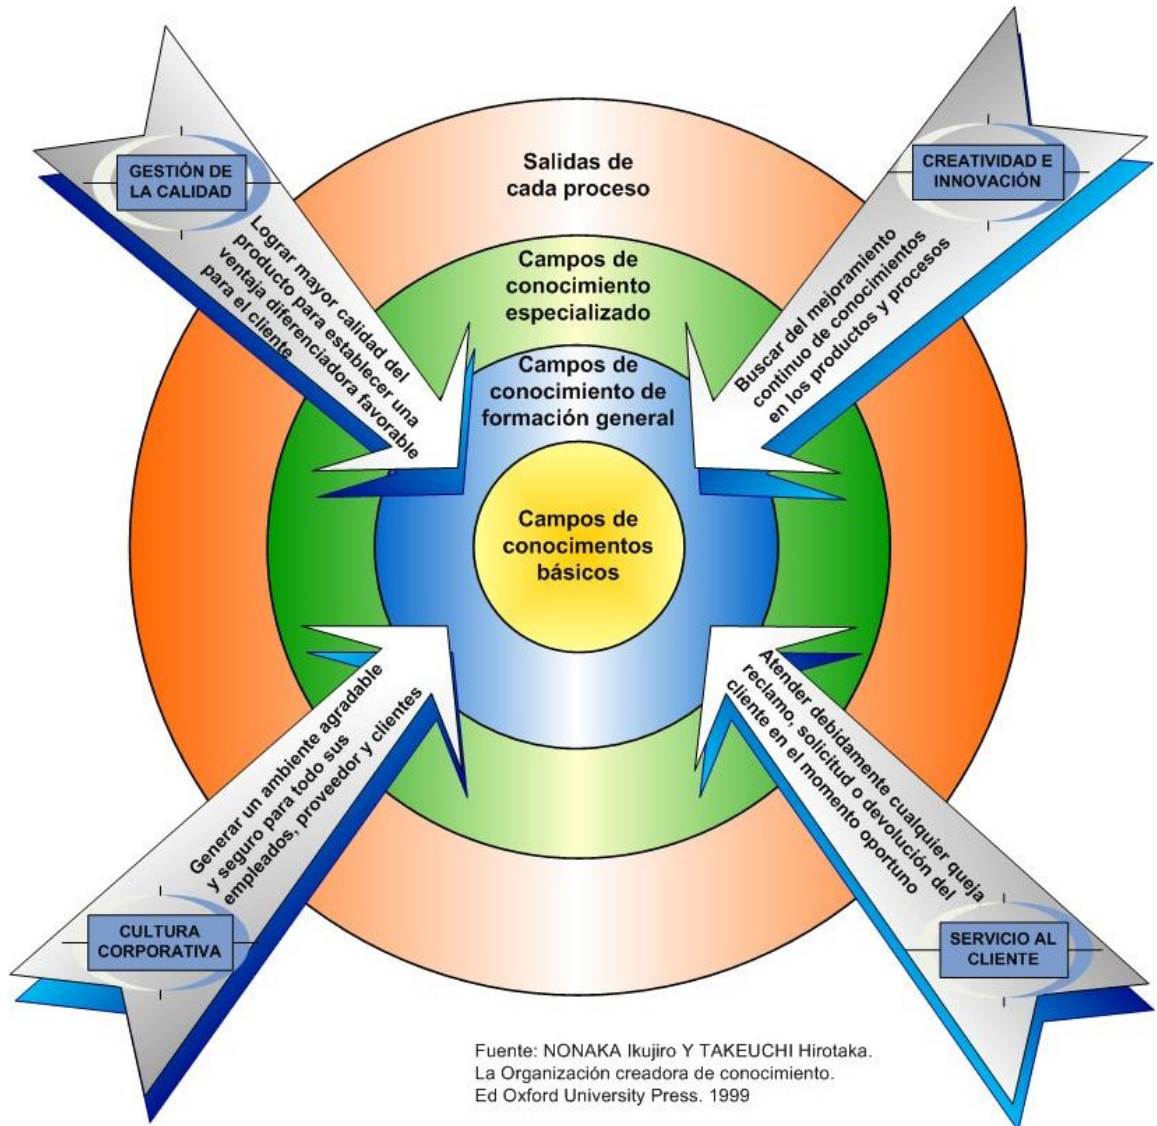 GESTIÓN DE
LA CALIDAD
Lograr mayor calidad del
producto para establecer una
ventaja diferenciadora favorable
para el cliente
CREATIVIDAD E
INNOVACIÓN
Buscar del mejoramiento
continuo de conocimientos
en los productos y procesos
Salidas de
cada proceso
Campos de
conocimiento
especializado
Campos de
conocimiento de
formación general
Campos de
conocimentos
básicos
Generar un ambiente agradable
y seguro para todo sus
empleados, proveedor y clientes
CULTURA
CORPORATIVA
Atender debidamente cualquier queja
reclamo, solicitud o devolución del
cliente en el momento oportuno
SERVICIO AL
CLIENTE
Fuente: NONAKA Ikujiro Y TAKEUCHI Hirotaka.
La Organización creadora de conocimiento.
Ed Oxford University Press. 1999